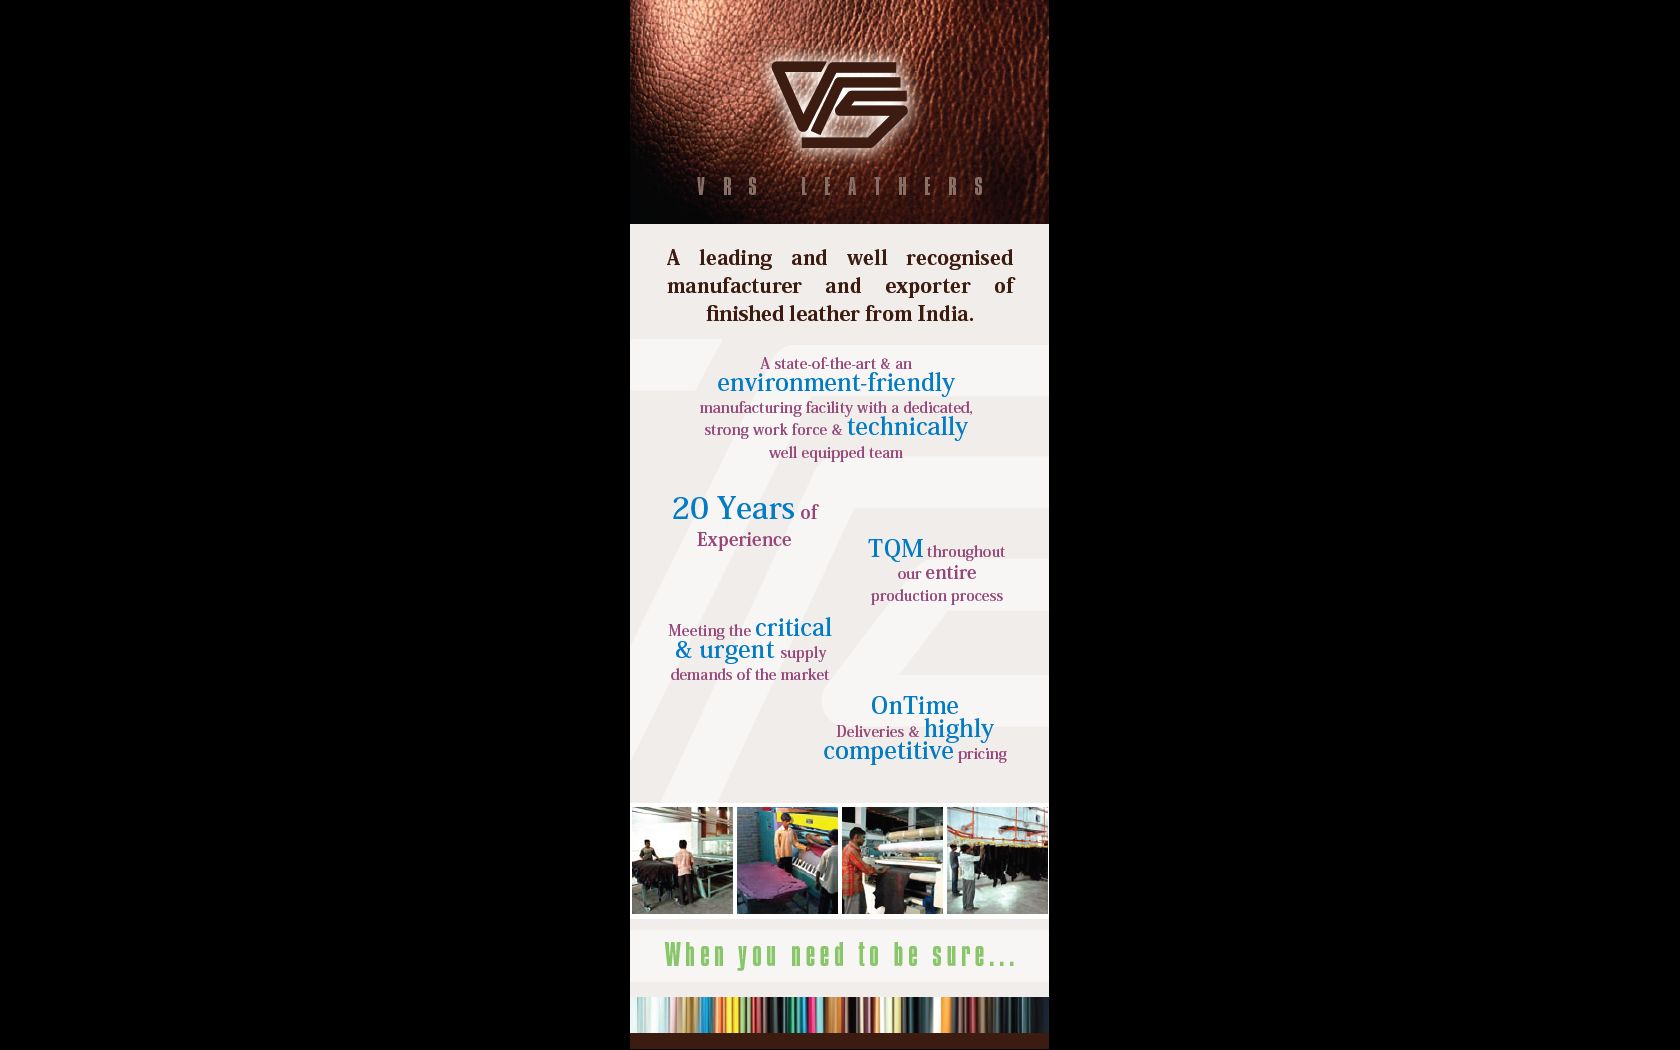 VRS
VRS LEATHERS
A leading and well recognised
manufacturer and exporter of
finished leather from India.
A state-of-the-art & an
environment-friendly
manufacturing facility with a dedicated,
strong work force & technically
well equipped team
20 Years of
Experience
TQM throughout
our entire
production process
Meeting the critical
& urgent supply
demands of the market
OnTime
Deliveries & highly
competitive pricing
When you need to be sure...